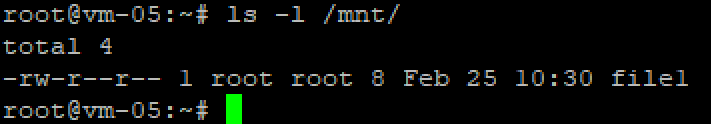 root@vm-05:~# ls -l /mnt/
total 4
-rw-r--r-- 1 root root 8 Feb 25 10:30 file1
root@vm-05:~#